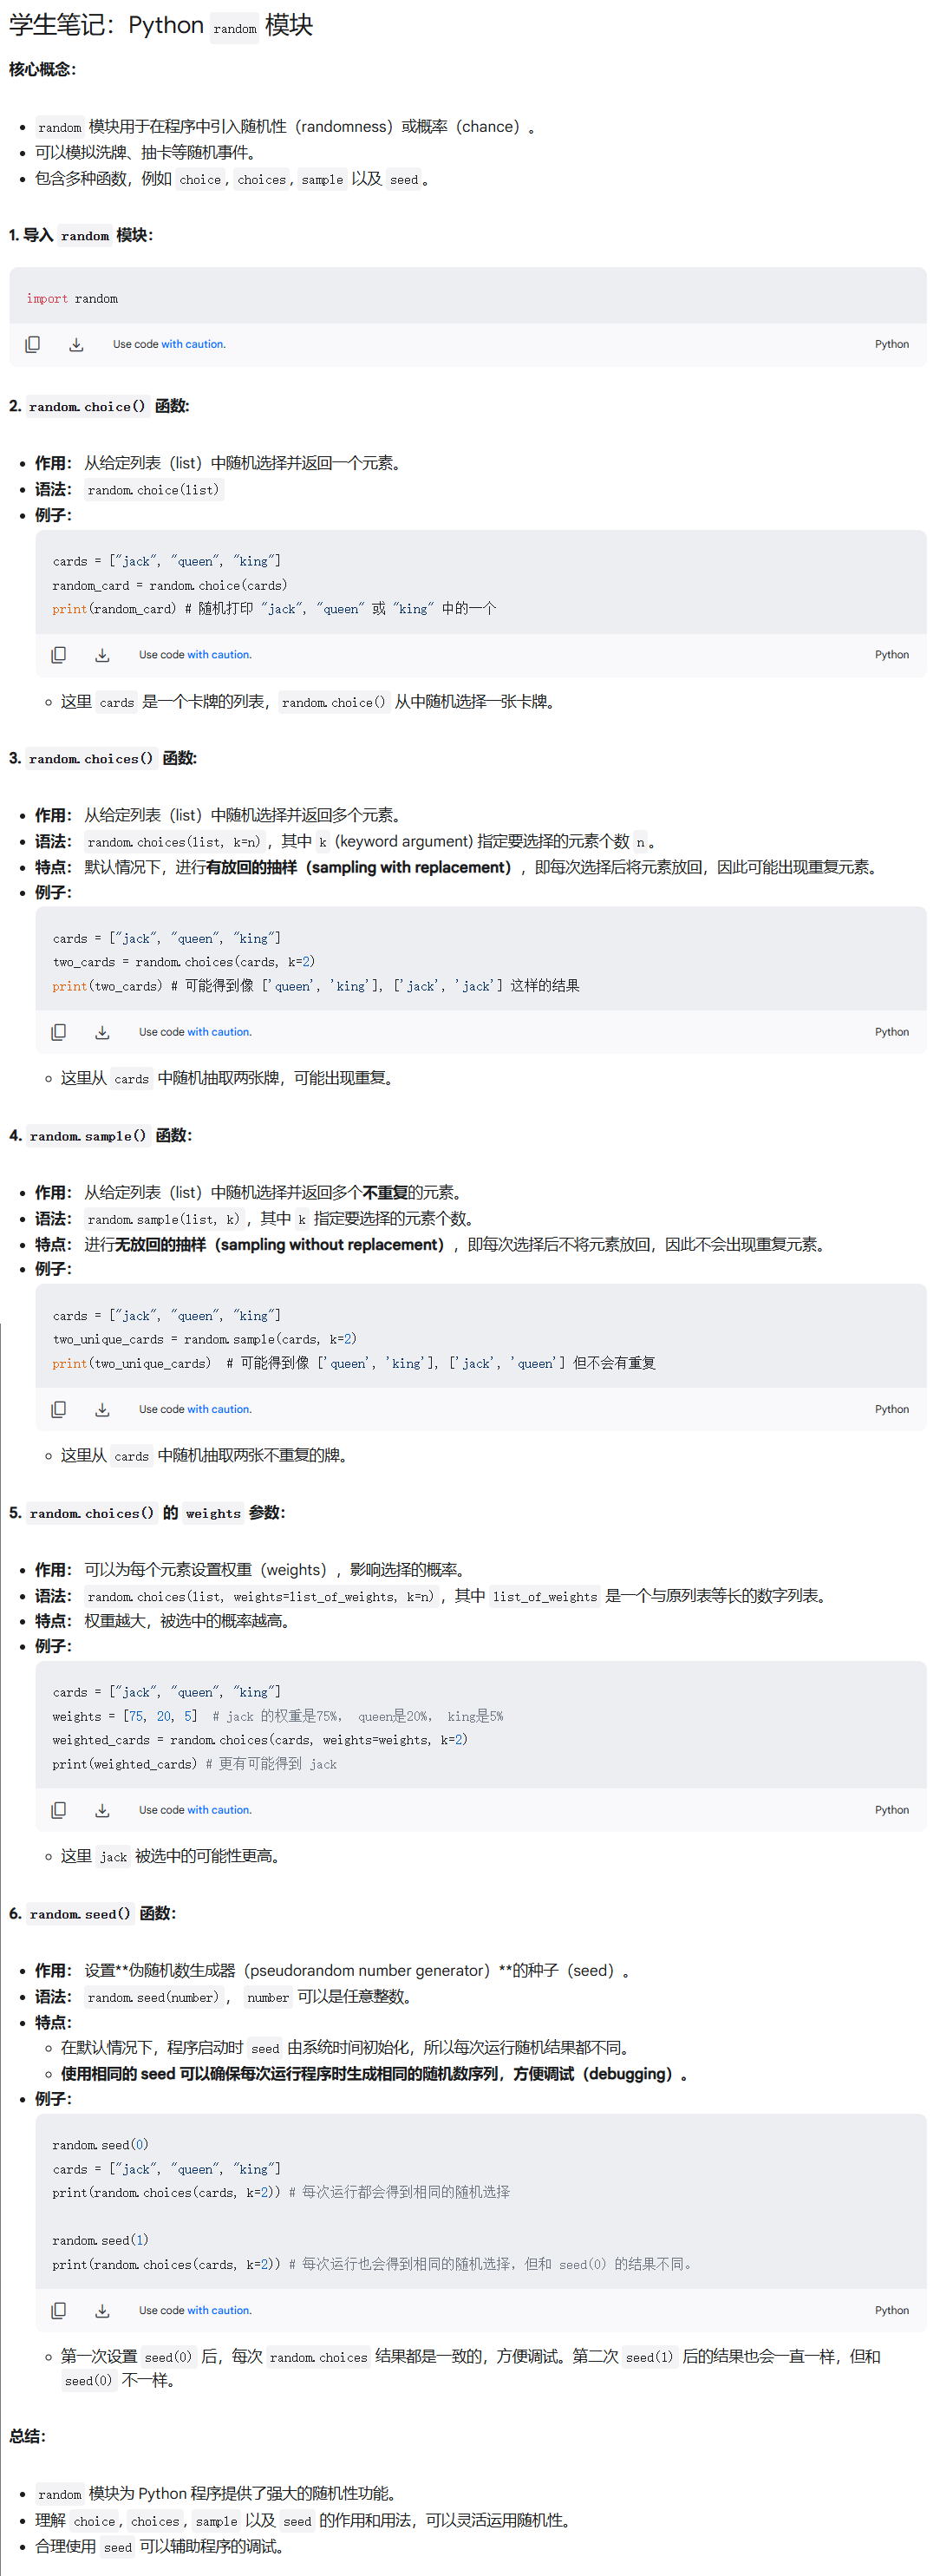 学生笔记：Python random 模块
核心概念：
random 模块用于在程序中引入随机性（randomness）或概率（chance）。
可以模拟洗牌、抽卡等随机事件。
包含多种函数，例如 choice, choices, sample 以及 seed。
1. 导入 random 模块：
import random
Use code with caution.
Python
2. random.choice() 函数:
作用： 从给定列表（list）中随机选择并返回一个元素。
语法： random.choice(list)
例子：
cards = ["jack", "queen", "king"]
random_card = random.choice(cards)
print(random_card) # 随机打印 "jack", "queen" 或 "king" 中的一个
Use code with caution.
Python
这里 cards 是一个卡牌的列表，random.choice() 从中随机选择一张卡牌。
3. random.choices() 函数:
作用： 从给定列表（list）中随机选择并返回多个元素。
语法： random.choices(list, k=n)，其中 k (keyword argument) 指定要选择的元素个数 n。
特点： 默认情况下，进行有放回的抽样（sampling with replacement），即每次选择后将元素放回，因此可能出现重复元素。
例子：
cards = ["jack", "queen", "king"]
two_cards = random.choices(cards, k=2)
print(two_cards) # 可能得到像 ['queen', 'king'], ['jack', 'jack'] 这样的结果
Use code with caution.
Python
这里从 cards 中随机抽取两张牌，可能出现重复。
4. random.sample() 函数：
作用： 从给定列表（list）中随机选择并返回多个不重复的元素。
语法： random.sample(list, k)，其中 k 指定要选择的元素个数。
特点： 进行无放回的抽样（sampling without replacement），即每次选择后不将元素放回，因此不会出现重复元素。
例子：
cards = ["jack", "queen", "king"]
two_unique_cards = random.sample(cards, k=2)
print(two_unique_cards)  # 可能得到像 ['queen', 'king'], ['jack', 'queen'] 但不会有重复
Use code with caution.
Python
这里从 cards 中随机抽取两张不重复的牌。
5. random.choices() 的 weights 参数：
作用： 可以为每个元素设置权重（weights），影响选择的概率。
语法： random.choices(list, weights=list_of_weights, k=n)，其中 list_of_weights 是一个与原列表等长的数字列表。
特点： 权重越大，被选中的概率越高。
例子：
cards = ["jack", "queen", "king"]
weights = [75, 20, 5]  # jack 的权重是75%， queen是20%， king是5%
weighted_cards = random.choices(cards, weights=weights, k=2)
print(weighted_cards) # 更有可能得到 jack
Use code with caution.
Python
这里 jack 被选中的可能性更高。
6. random.seed() 函数：
作用： 设置**伪随机数生成器（pseudorandom number generator）**的种子（seed）。
语法： random.seed(number)， number 可以是任意整数。
特点：
在默认情况下，程序启动时 seed 由系统时间初始化，所以每次运行随机结果都不同。
使用相同的 seed 可以确保每次运行程序时生成相同的随机数序列，方便调试（debugging）。
例子：
random.seed(0)
cards = ["jack", "queen", "king"]
print(random.choices(cards, k=2)) # 每次运行都会得到相同的随机选择
random.seed(1)
print(random.choices(cards, k=2)) # 每次运行也会得到相同的随机选择，但和 seed(0) 的结果不同。
Use code with caution.
Python
第一次设置 seed(0) 后，每次 random.choices 结果都是一致的，方便调试。第二次 seed(1) 后的结果也会一直一样，但和
seed(0) 不一样。
总结：
random 模块为 Python 程序提供了强大的随机性功能。
理解 choice, choices, sample 以及 seed 的作用和用法，可以灵活运用随机性。
合理使用 seed 可以辅助程序的调试。